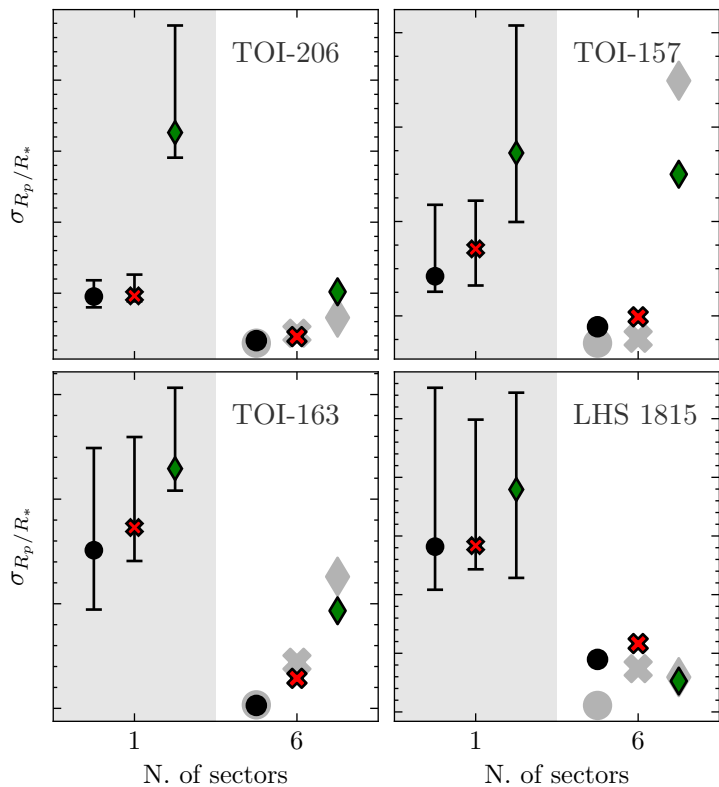 TOI-206
TOI-157
σ_{R_p/R_*}
TOI-163
LHS 1815
σ_{R_p/R_*}
1 6 1 6
N. of sectors N. of sectors